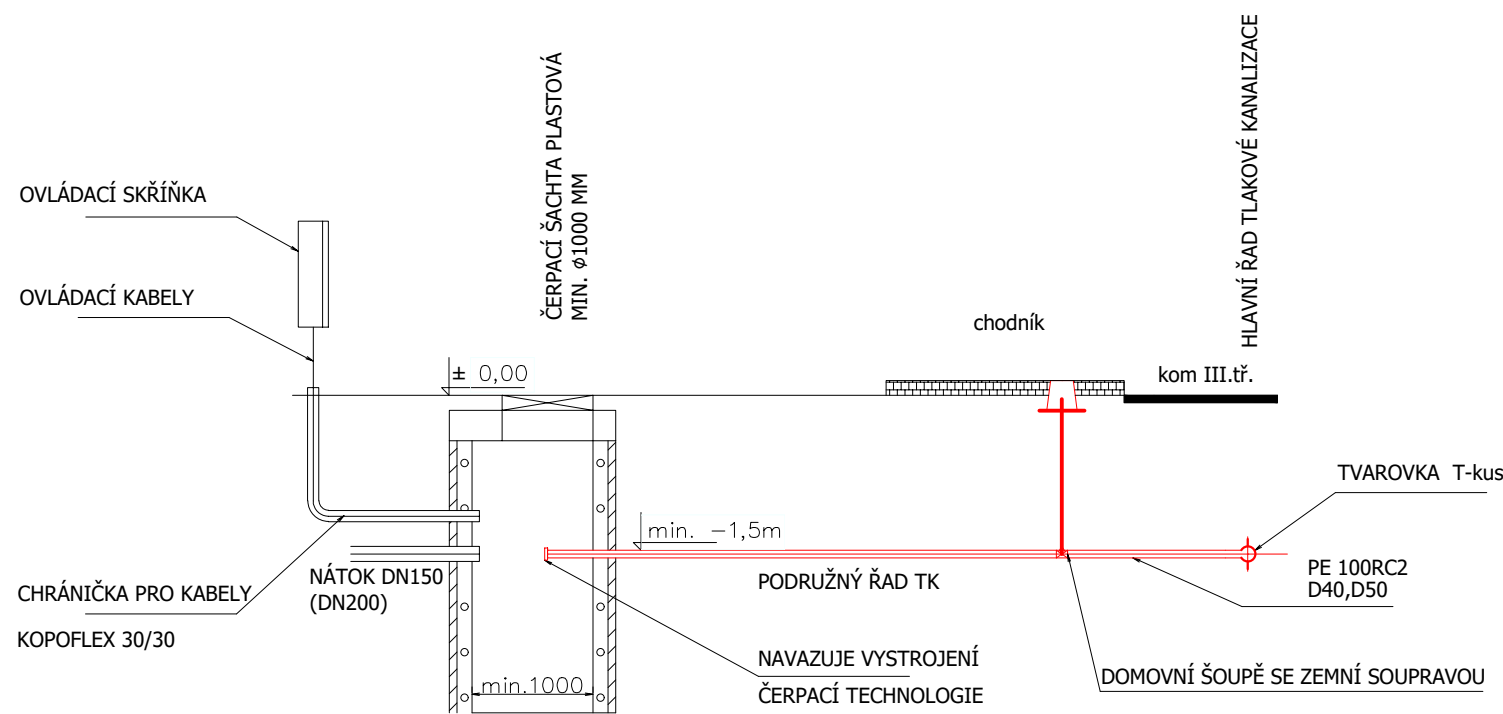 OVLÁDACÍ SKŘÍŇKA
OVLÁDACÍ KABELY
ČERPACÍ ŠACHTA PLASTOVÁ
MIN. ϕ1000 MM
HLAVNÍ ŘAD TLAKOVÉ KANALIZACE
chodník
kom III.tř.
± 0,00
TVAROVKA T-kus
min. −1,5m
PE 100RC2
D40,D50
PODRUŽNÝ ŘAD TK
NÁTOK DN150
(DN200)
CHRÁNIČKA PRO KABELY
KOPOFLEX 30/30
NAVAZUJE VYSTROJENÍ
ČERPACÍ TECHNOLOGIE
DOMOVNÍ ŠOUPĚ SE ZEMNÍ SOUPRAVOU
min.1000